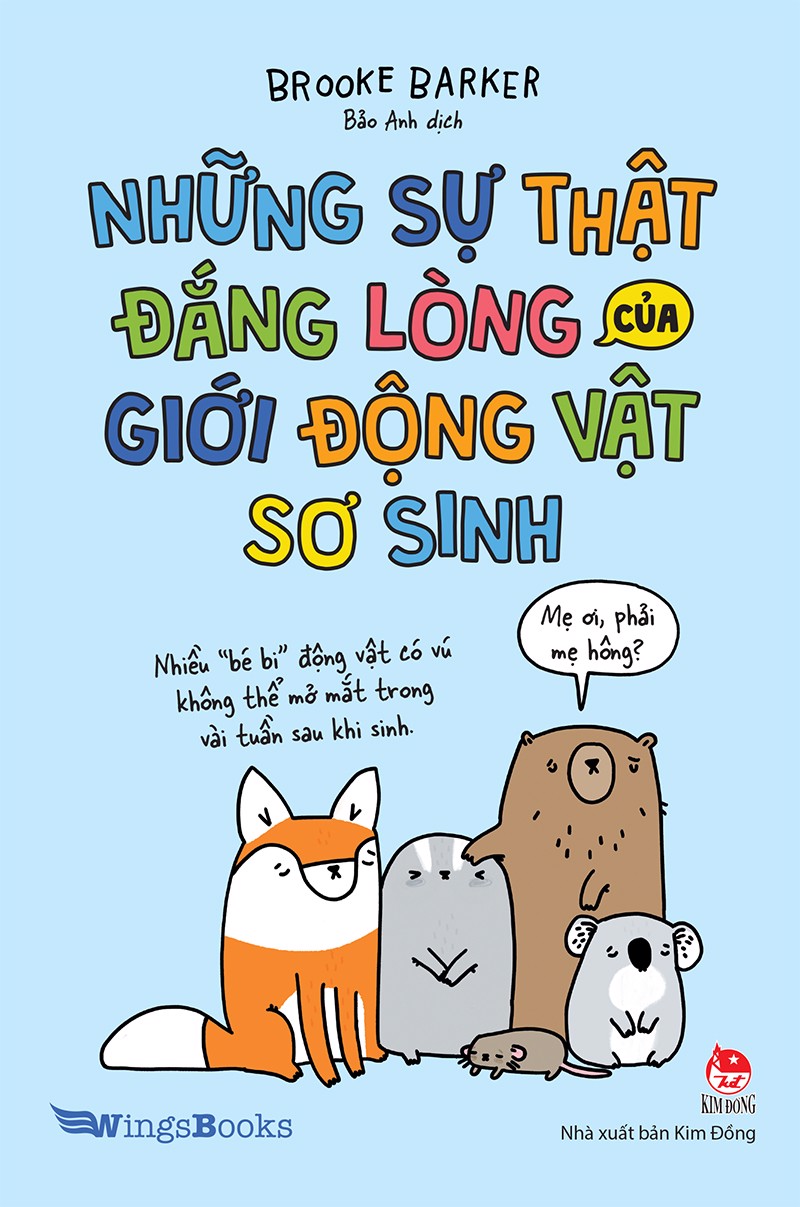 BROOKE BARKER
Bảo Anh dịch
NHỮNG SỰ THẬT
ĐẮNG LÒNG CỦA
GIỚI ĐỘNG VẬT
SƠ SINH
Mẹ ơi, phải
mẹ hông?
Nhiều “bé bi” động vật có vú
không thể mở mắt trong
vài tuần sau khi sinh.
KIM ĐỒNG
WingsBooks
Nhà xuất bản Kim Đồng